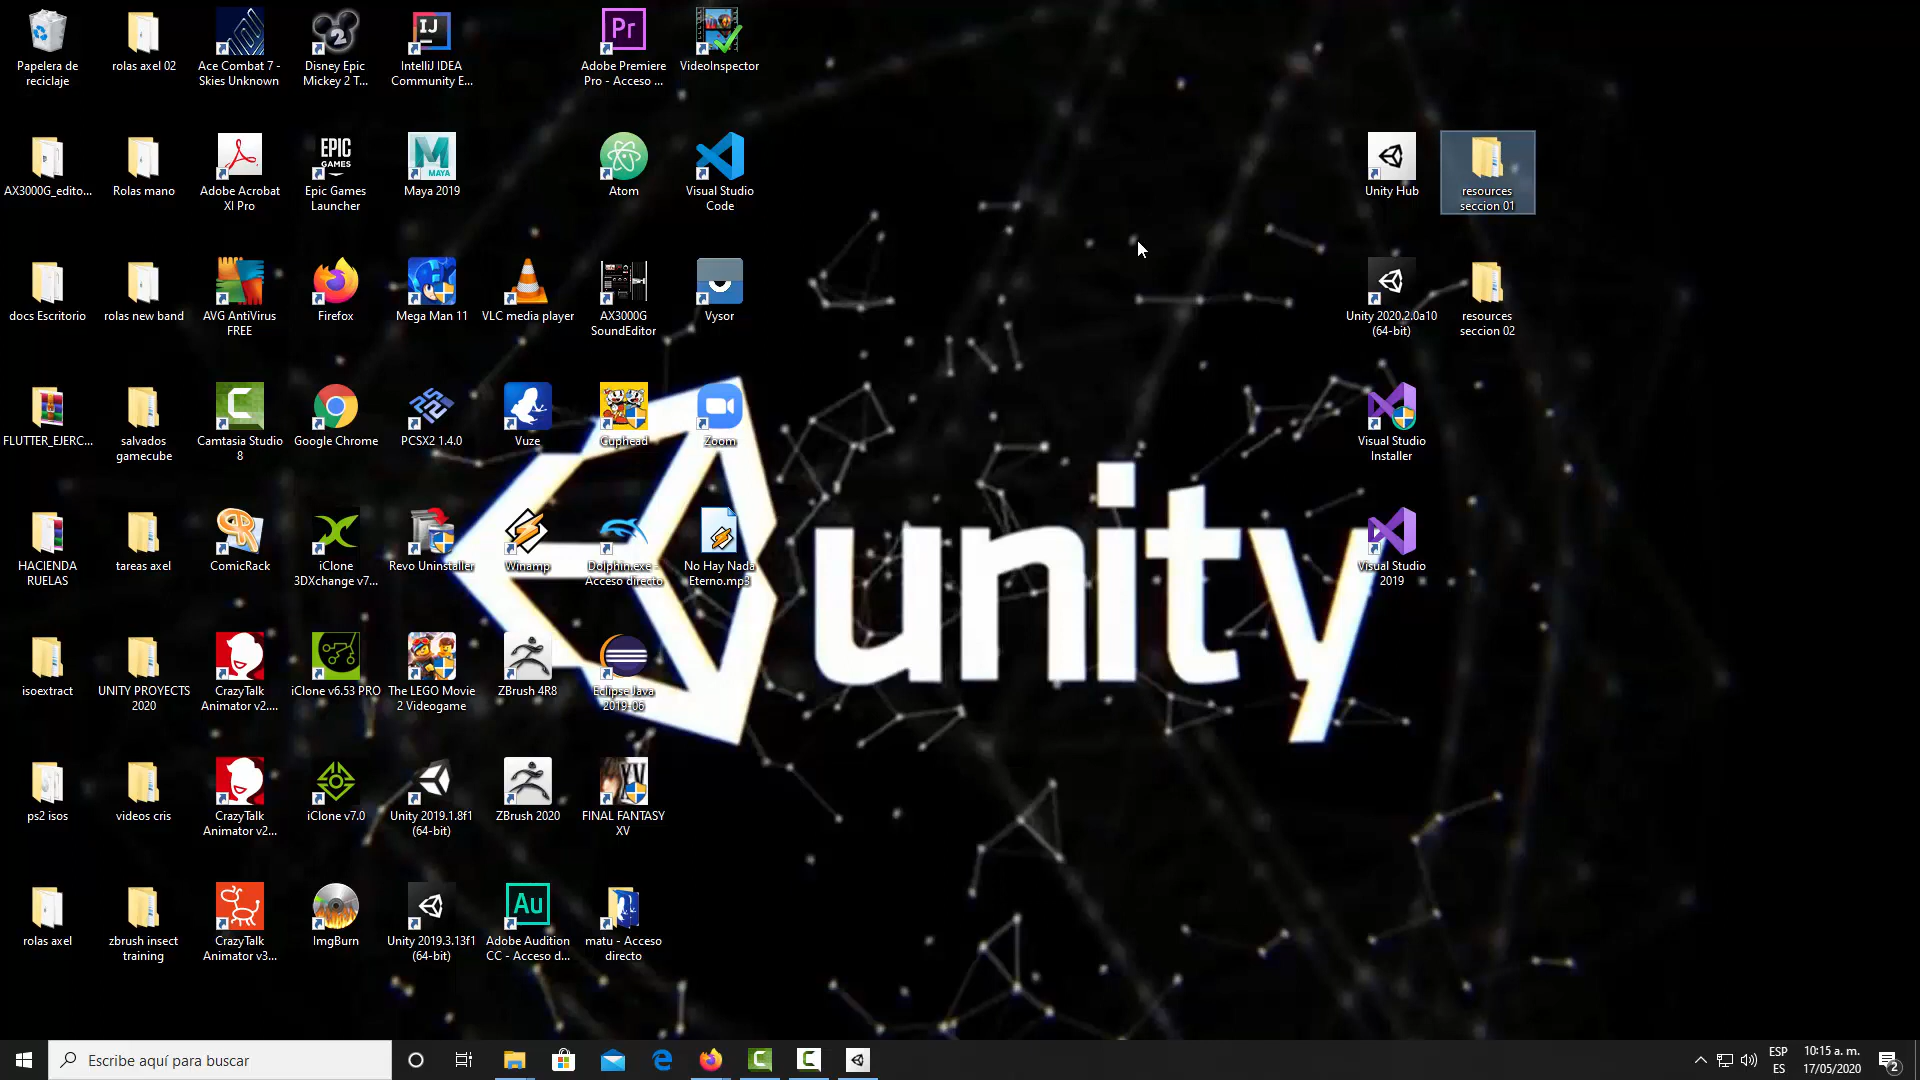 Papelera de
reciclaje
rolas axel 02
Ace Combat 7 -
Skies Unknown
Disney Epic
Mickey 2 T...
IntelliJ IDEA
Community E...
Adobe Premiere
Pro - Acceso ...
VideoInspector
AX3000G_edito...
Rolas mano
Adobe Acrobat
XI Pro
EPIC
GAMES
Epic Games
Launcher
MAYA
Maya 2019
Atom
Visual Studio
Code
Unity Hub
resources
seccion 01
docs Escritorio
rolas new band
AVG AntiVirus
FREE
Firefox
Mega Man 11
VLC media player
AX3000G
SoundEditor
Vysor
Unity 2020.2.0a10
(64-bit)
resources
seccion 02
FLUTTER_EJERC...
salvados
gamecube
Camtasia Studio
8
Google Chrome
PCSX2 1.4.0
Vuze
Cuphead
Zoom
Visual Studio
Installer
HACIENDA
RUELAS
tareas axel
ComicRack
iClone
3DXchange v7...
Revo Uninstaller
Winamp
Dolphin.exe -
Acceso directo
No Hay Nada
Eterno.mp3
Visual Studio
2019
unity
isoextract
UNITY PROYECTS
2020
CrazyTalk
Animator v2....
iClone v6.53 PRO
The LEGO Movie
2 Videogame
ZBrush 4R8
Eclipse Java
2019-06
ps2 isos
videos cris
CrazyTalk
Animator v2...
iClone v7.0
Unity 2019.1.8f1
(64-bit)
ZBrush 2020
FINAL FANTASY
XV
rolas axel
zbrush insect
training
CrazyTalk
Animator v3...
ImgBurn
Unity 2019.3.13f1
(64-bit)
Au
Adobe Audition
CC - Acceso d...
matu - Acceso
directo
Escribe aquí para buscar
ESP
ES
10:15 a. m.
17/05/2020
2